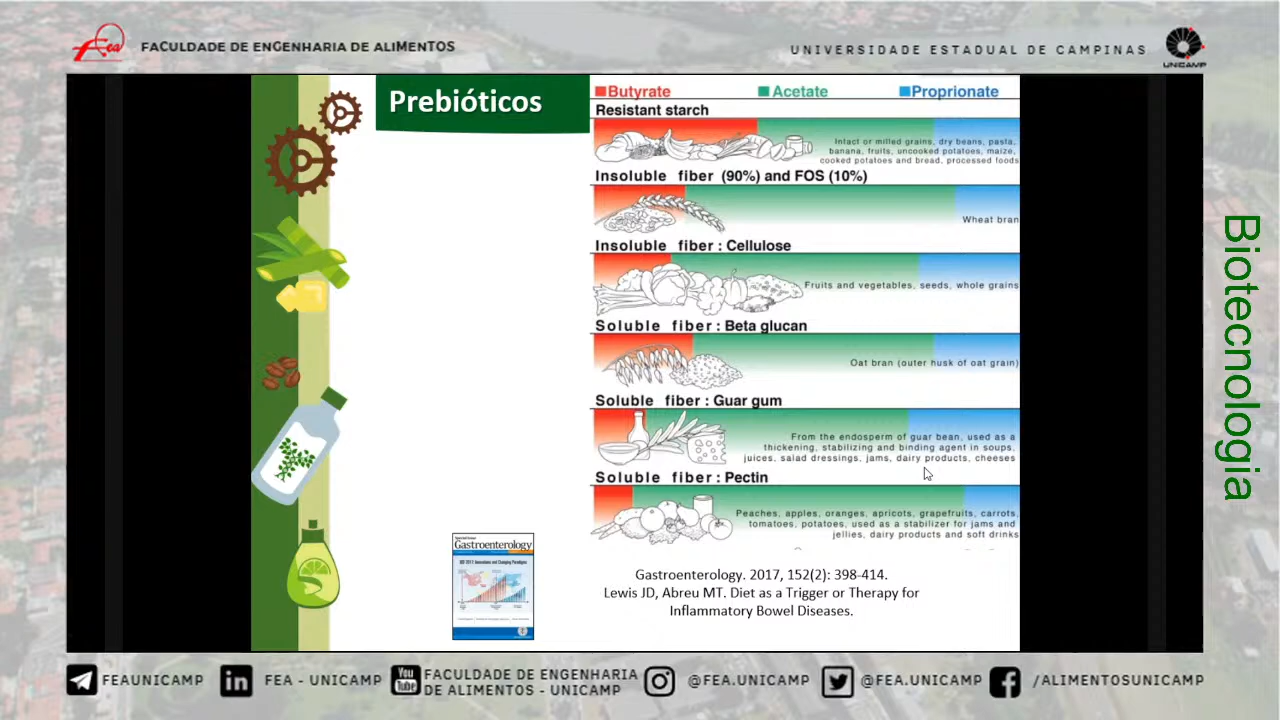 Fea
FACULDADE DE ENGENHARIA DE ALIMENTOS
UNIVERSIDADE ESTADUAL DE CAMPINAS
UNICAMP
Prebióticos
Butyrate
Acetate
Proprionate
Resistant starch
Intact or milled grains, dry beans, pasta,
banana, fruits, uncooked potatoes, maize,
cooked potatoes and bread, processed foods
Insoluble fiber (90%) and FOS (10%)
Wheat bran
Insoluble fiber : Cellulose
Fruits and vegetables, seeds, whole grains
Soluble fiber : Beta glucan
Oat bran (outer husk of oat grain)
Soluble fiber : Guar gum
From the endosperm of guar bean, used as a
thickening, stabilizing and binding agent in soups,
juices, salad dressings, jams, dairy products, cheeses
Soluble fiber : Pectin
Peaches, apples, oranges, apricots, grapefruits, carrots,
tomatoes, potatoes, used as a stabilizer for jams and
jellies, dairy products and soft drinks
Gastroenterology
Gastroenterology. 2017, 152(2): 398-414.
Lewis JD, Abreu MT. Diet as a Trigger or Therapy for
Inflammatory Bowel Diseases.
Biotecnologia
FEAUNICAMP
in
FEA - UNICAMP
You
Tube
FACULDADE DE ENGENHARIA
DE ALIMENTOS - UNICAMP
@FEA.UNICAMP
@FEA.UNICAMP
/ALIMENTOSUNICAMP